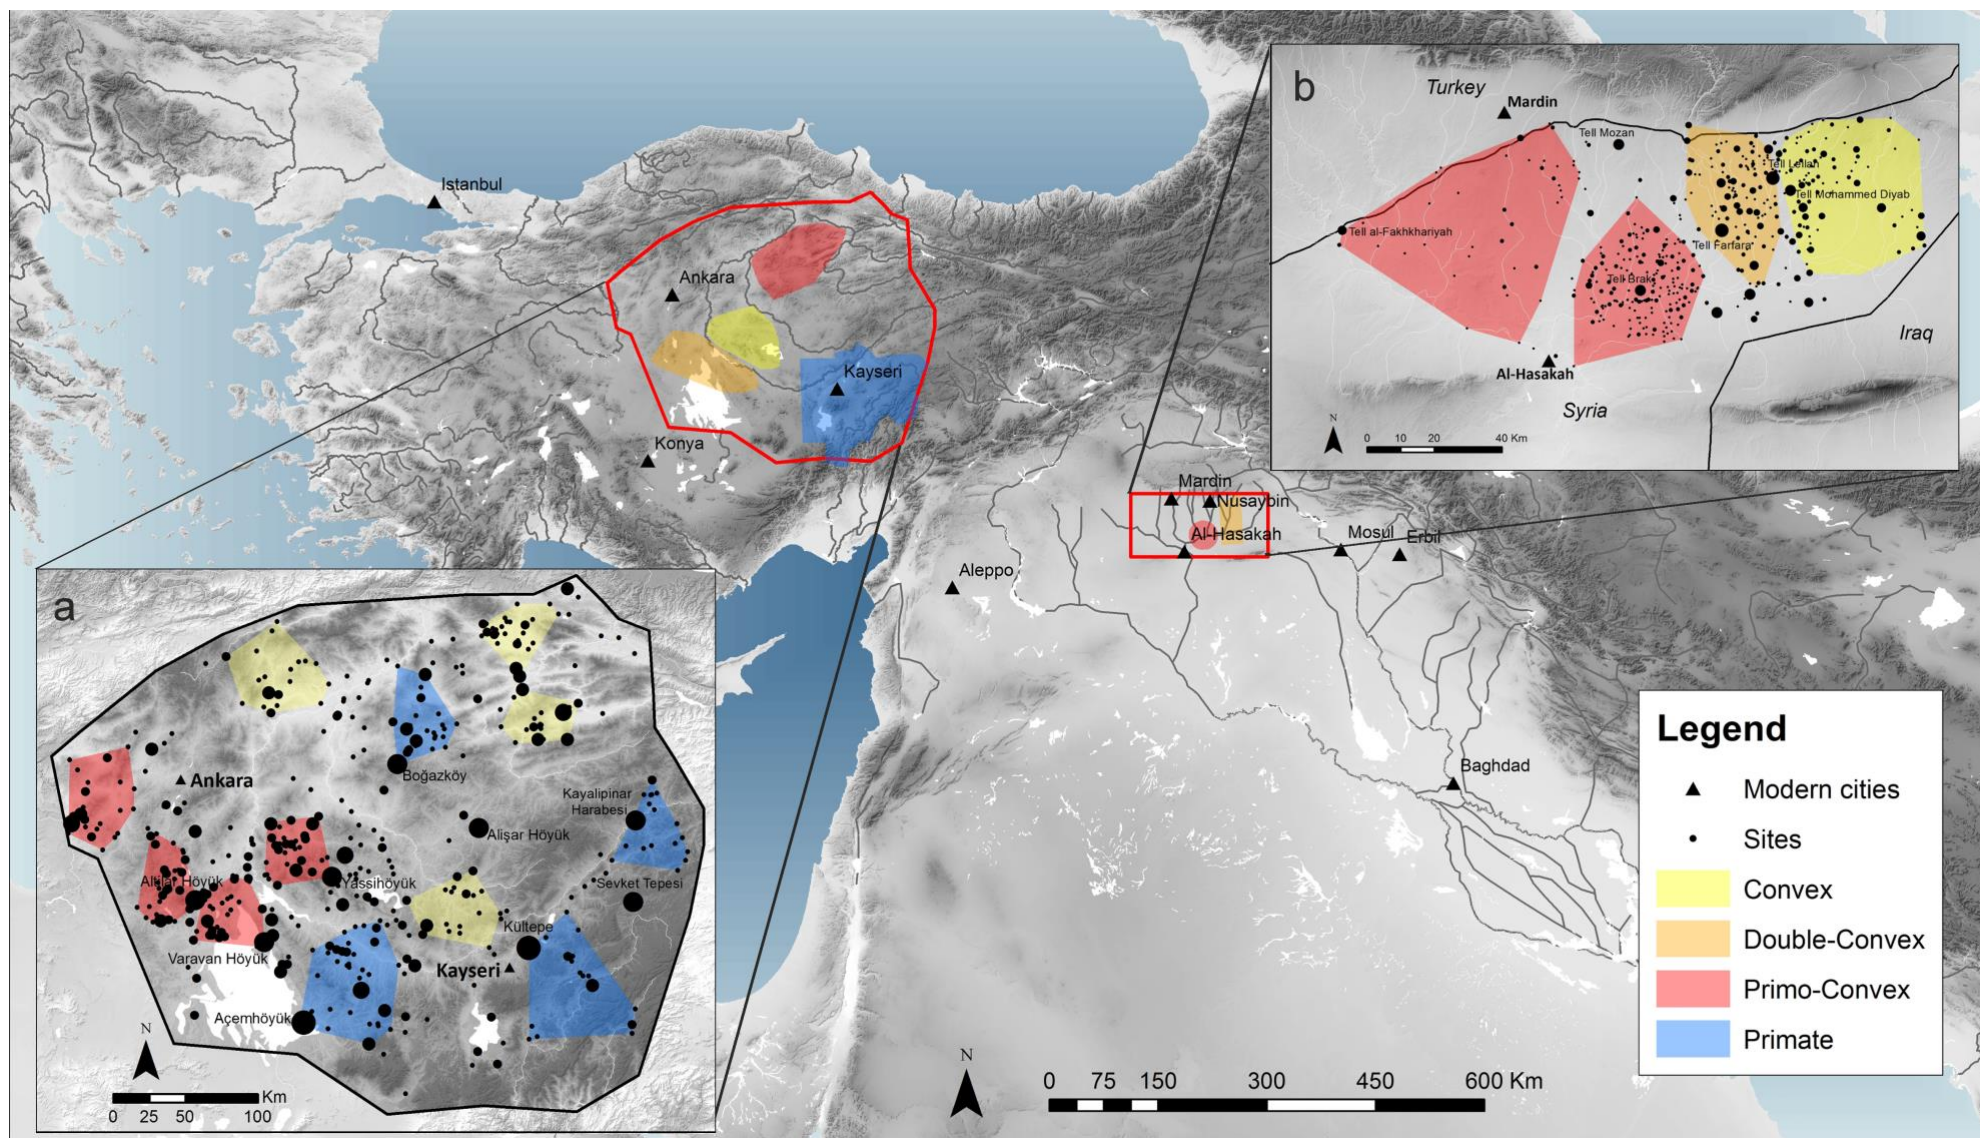 Istanbul
Ankara
Kayseri
Konya
Mardin
Nusaybin
Al-Hasakah
Mosul
Erbil
Aleppo
Baghdad
b
Turkey
Mardin
Tell Mozan
Tell Leilan
Tell Mohammed Diyab
Tell al-Fakhkhariyah
Tell Farfara
Tell Brak
Iraq
Al-Hasakah
Syria
N
0 10 20 40 Km
a
Ankara
Boğazköy
Kayalipinar
Harabesi
Alişar Höyük
Altilar Höyük
Yassihöyük
Sevket Tepesi
Kültepe
Varavan Höyük
Kayseri
Açemhöyük
N
Km
0 25 50 100
Legend
Modern cities
Sites
Convex
Double-Convex
Primo-Convex
Primate
N
0 75 150 300 450 600 Km